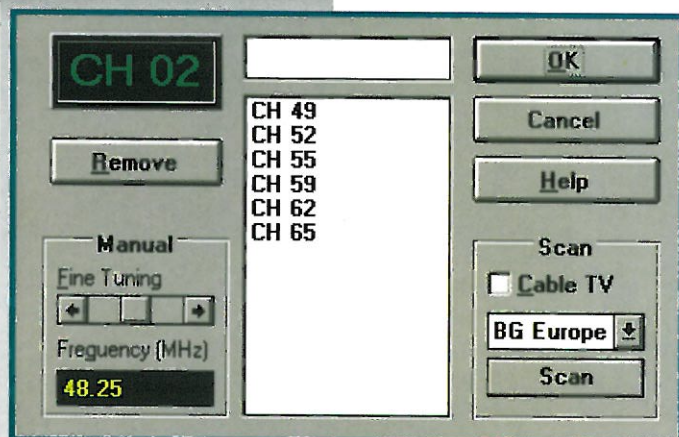 CH 02
Remove
Manual
Fine Tuning
Freguency (MHz)
48.25
CH 49
CH 52
CH 55
CH 59
CH 62
CH 65
OK
Cancel
Help
Scan
Cable TV
BG Europe
Scan